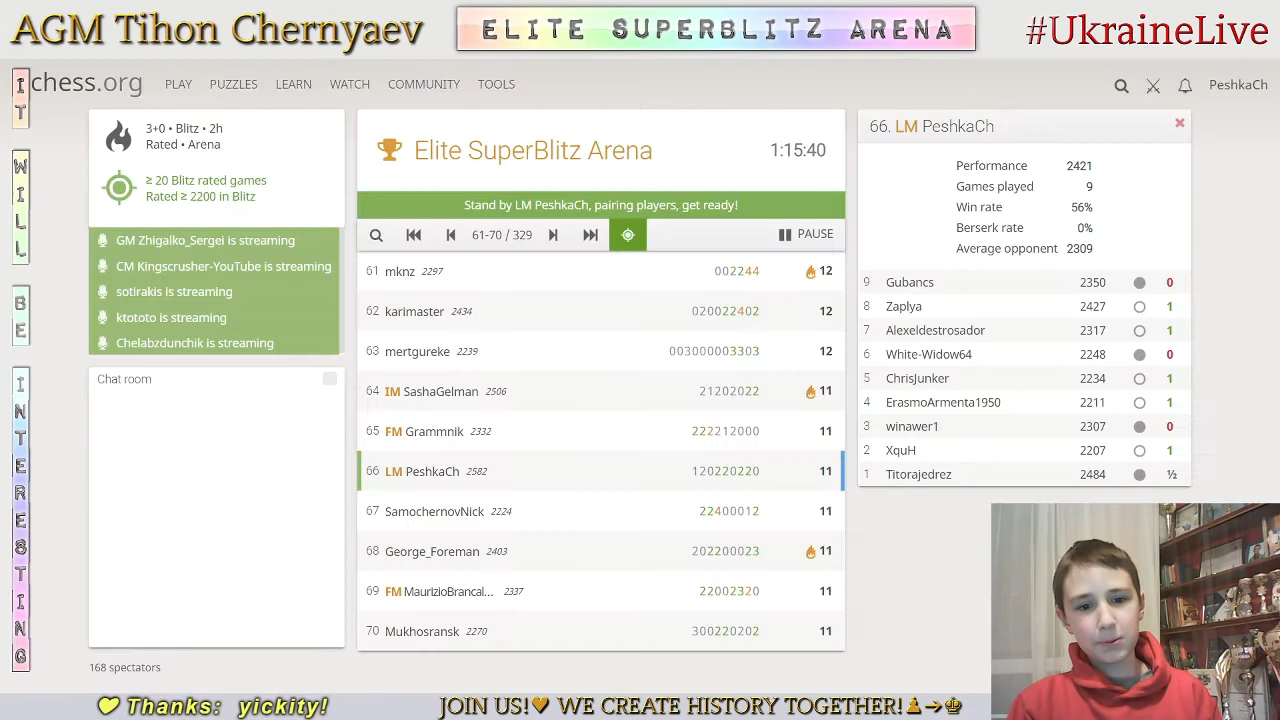 AGM Tihon Chernyaev
ELITE SUPERBLITZ ARENA
#UkraineLive
IT WILL BE INTERESTING
chess.org
PLAY PUZZLES LEARN WATCH COMMUNITY TOOLS
PeshkaCh
3+0 • Blitz • 2h
Rated • Arena
≥ 20 Blitz rated games
Rated ≥ 2200 in Blitz
GM Zhigalko_Sergei is streaming
CM Kingscrusher-YouTube is streaming
sotirakis is streaming
ktototo is streaming
Chelabzdunchik is streaming
Chat room
168 spectators
Elite SuperBlitz Arena 1:15:40
Stand by LM PeshkaCh, pairing players, get ready!
61-70 / 329 PAUSE
61 mknz 2297 002244 12
62 karimaster 2434 020022402 12
63 mertgureke 2239 003000003303 12
64 IM SashaGelman 2506 21202022 11
65 FM Grammnik 2332 222212000 11
66 LM PeshkaCh 2582 120220220 11
67 SamochernovNick 2224 22400012 11
68 George_Foreman 2403 202200023 11
69 FM MaurizioBrancal... 2337 22002320 11
70 Mukhosransk 2270 300220202 11
66. LM PeshkaCh
Performance 2421
Games played 9
Win rate 56%
Berserk rate 0%
Average opponent 2309
9 Gubancs 2350 0
8 Zaplya 2427 1
7 Alexeldestrosador 2317 1
6 White-Widow64 2248 0
5 ChrisJunker 2234 1
4 ErasmoArmenta1950 2211 1
3 winawer1 2307 0
2 XquH 2207 1
1 Titorajedrez 2484 ½
Thanks: yickity!
JOIN US!🧡 WE CREATE HISTORY TOGETHER!♟→♚